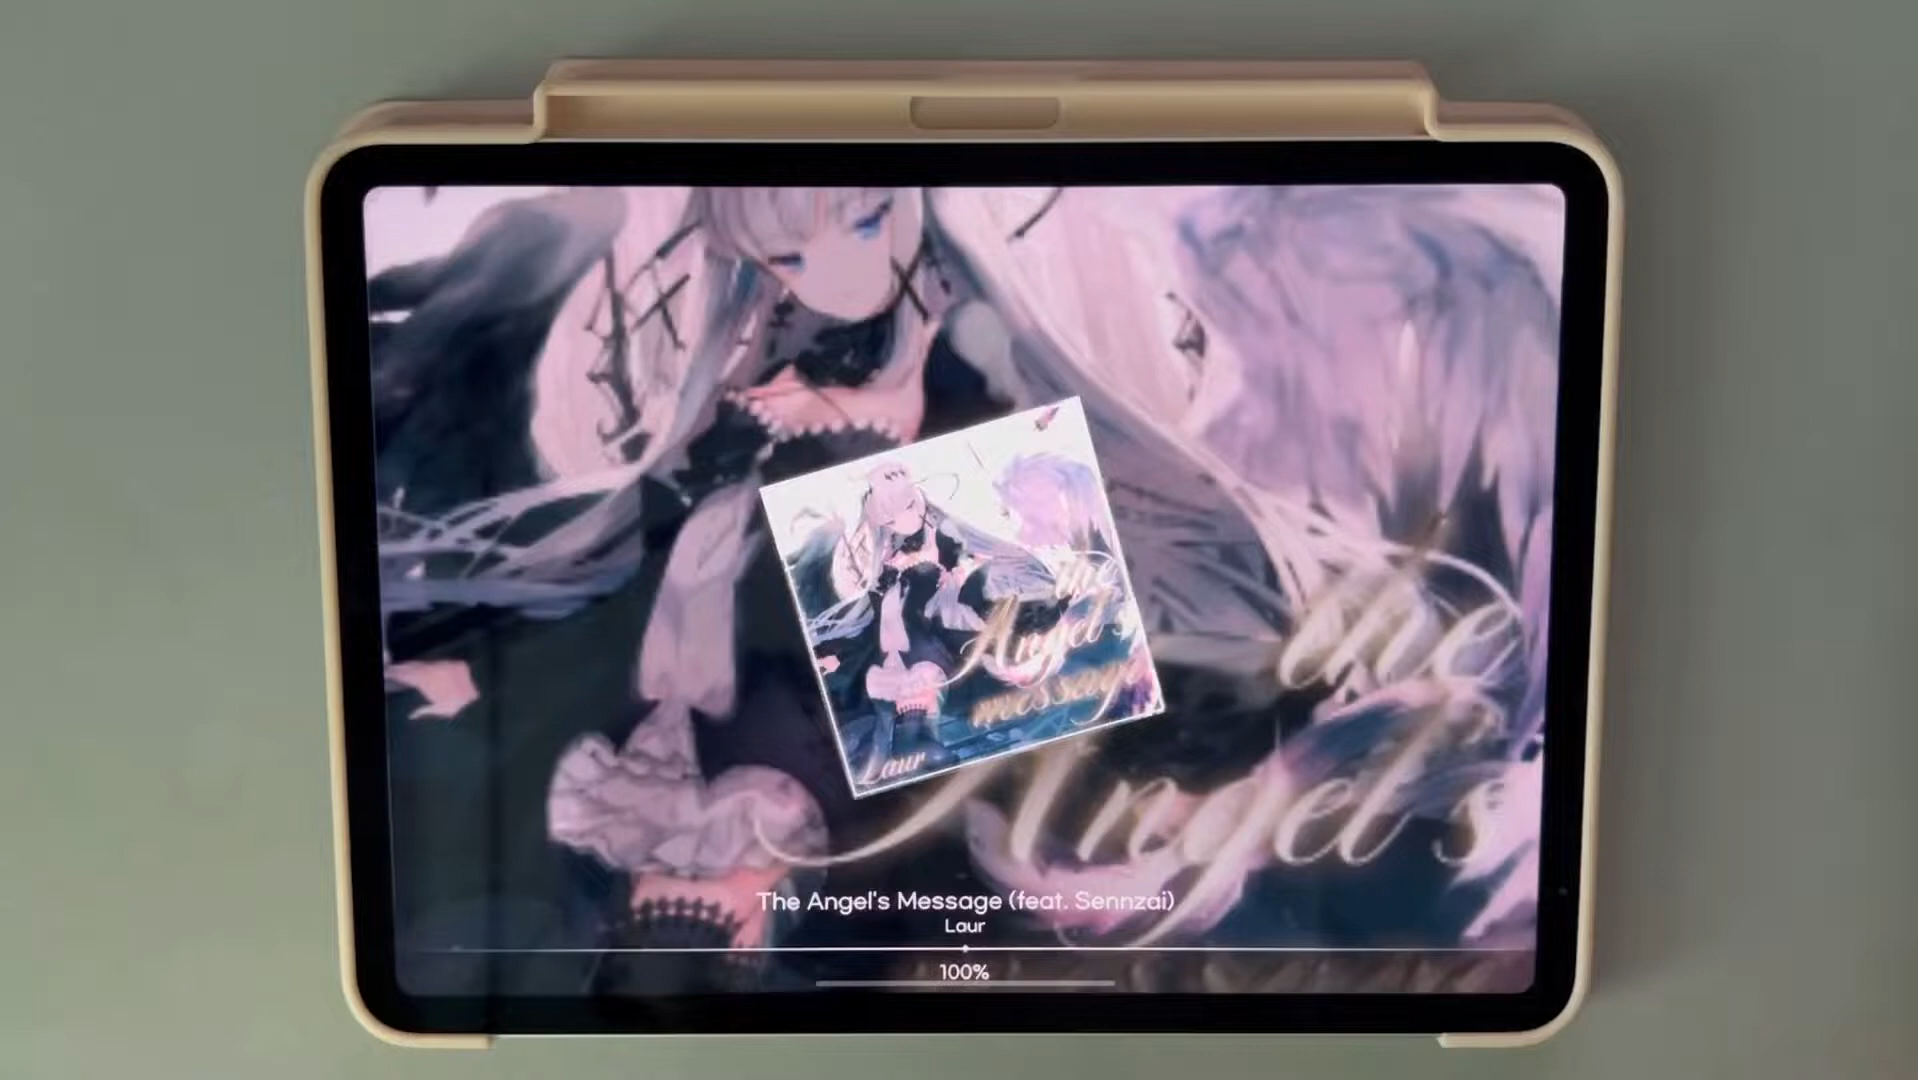 the
Angel's
message
Laur
the
Angel's
The Angel's Message (feat. Sennzai)
Laur
100%